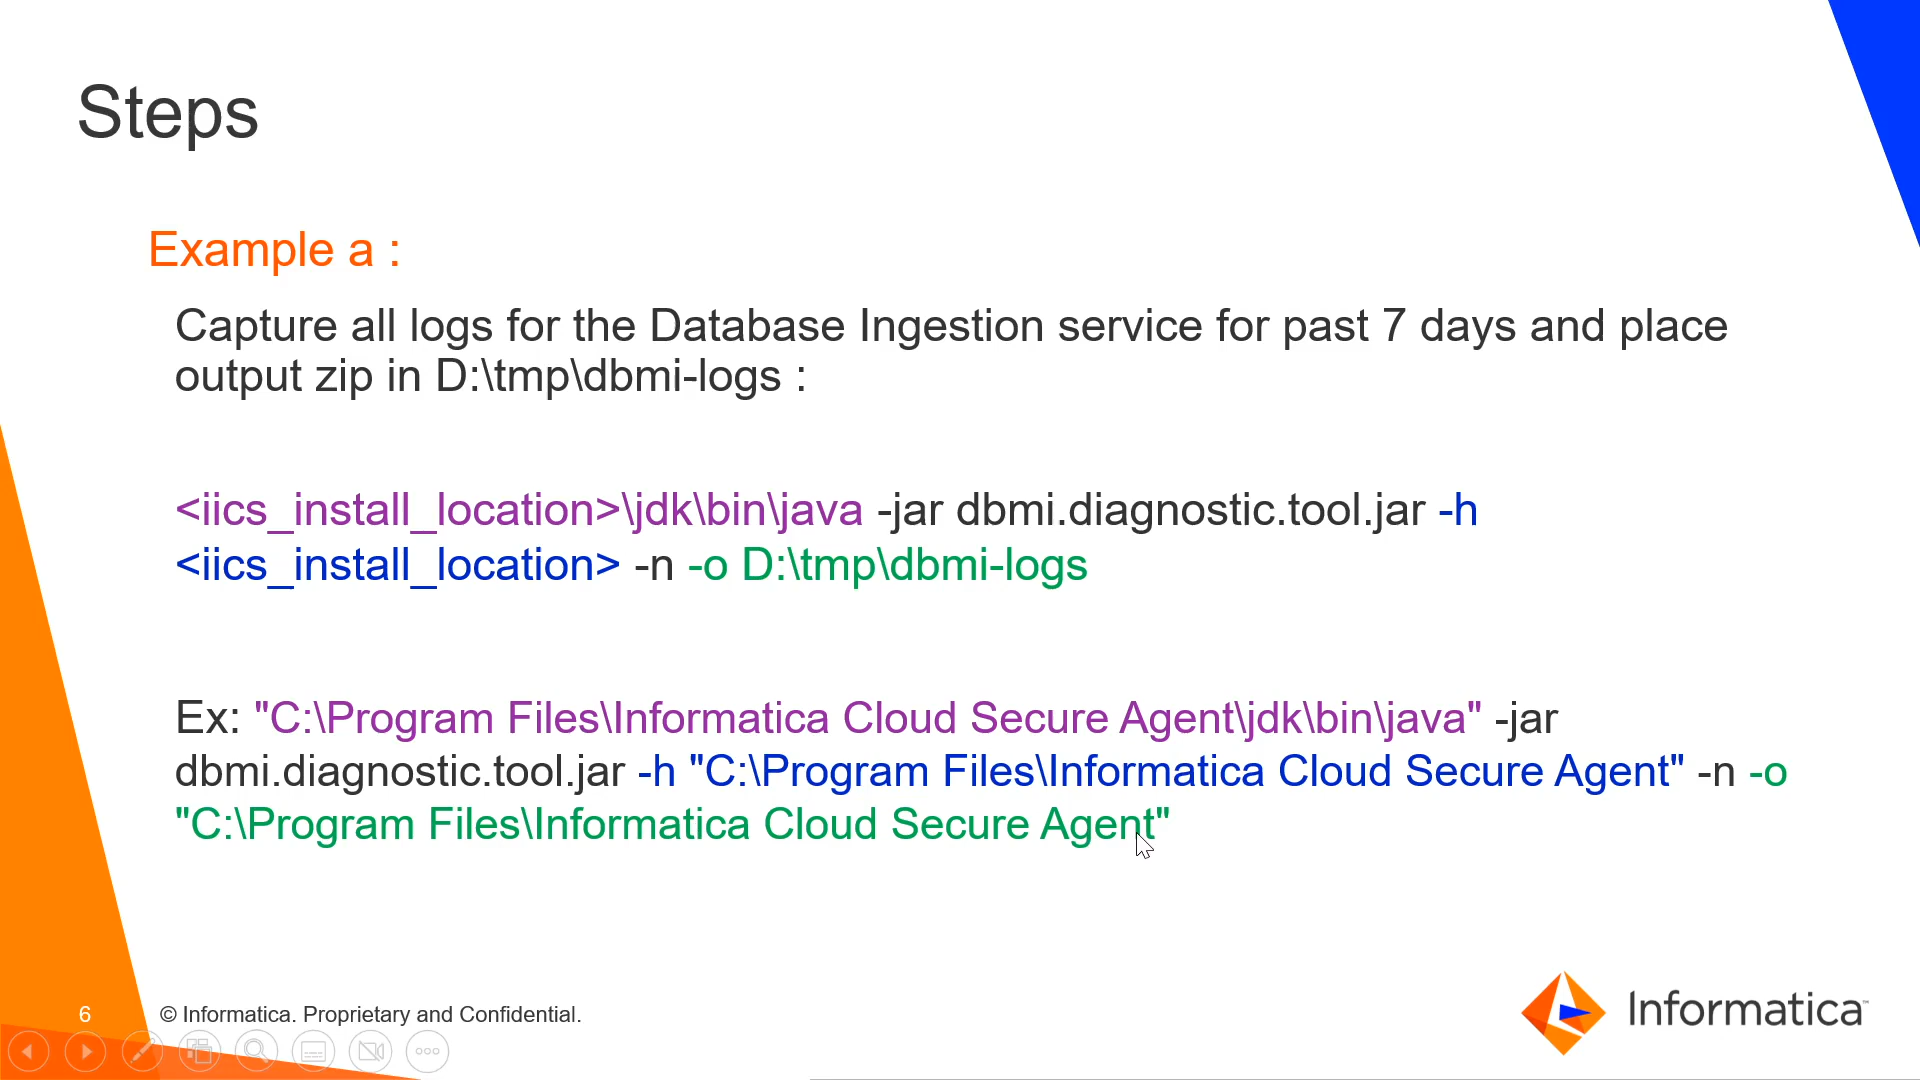 Steps
Example a :
Capture all logs for the Database Ingestion service for past 7 days and place
output zip in D:\tmp\dbmi-logs :
<iics_install_location>\jdk\bin\java -jar dbmi.diagnostic.tool.jar -h
<iics_install_location> -n -o D:\tmp\dbmi-logs
Ex: "C:\Program Files\Informatica Cloud Secure Agent\jdk\bin\java" -jar
dbmi.diagnostic.tool.jar -h "C:\Program Files\Informatica Cloud Secure Agent" -n -o
"C:\Program Files\Informatica Cloud Secure Agent"
6 © Informatica. Proprietary and Confidential.
Informatica™